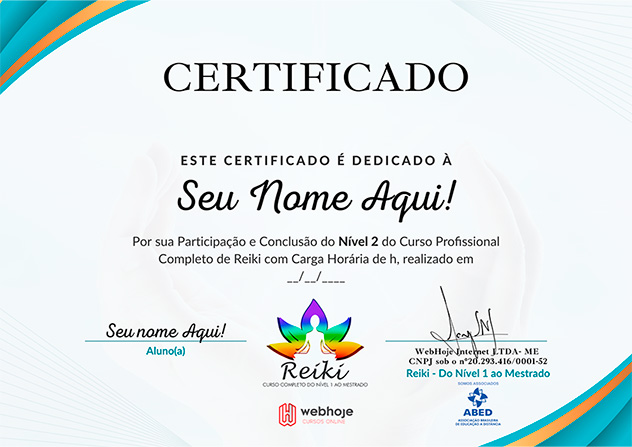 CERTIFICADO
ESTE CERTIFICADO É DEDICADO À
Seu Nome Aqui!
Por sua Participação e Conclusão do Nível 2 do Curso Profissional
Completo de Reiki com Carga Horária de h, realizado em
__/__/____
Seu nome Aqui!
Aluno(a)
Reiki
CURSO COMPLETO DO NÍVEL 1 AO MESTRADO
webhoje
CURSOS ONLINE
WebHoje Internet LTDA- ME
CNPJ sob o nº20.293.416/0001-52
Reiki - Do Nível 1 ao Mestrado
SOMOS ASSOCIADOS
ABED
ASSOCIAÇÃO BRASILEIRA
DE EDUCAÇÃO A DISTÂNCIA